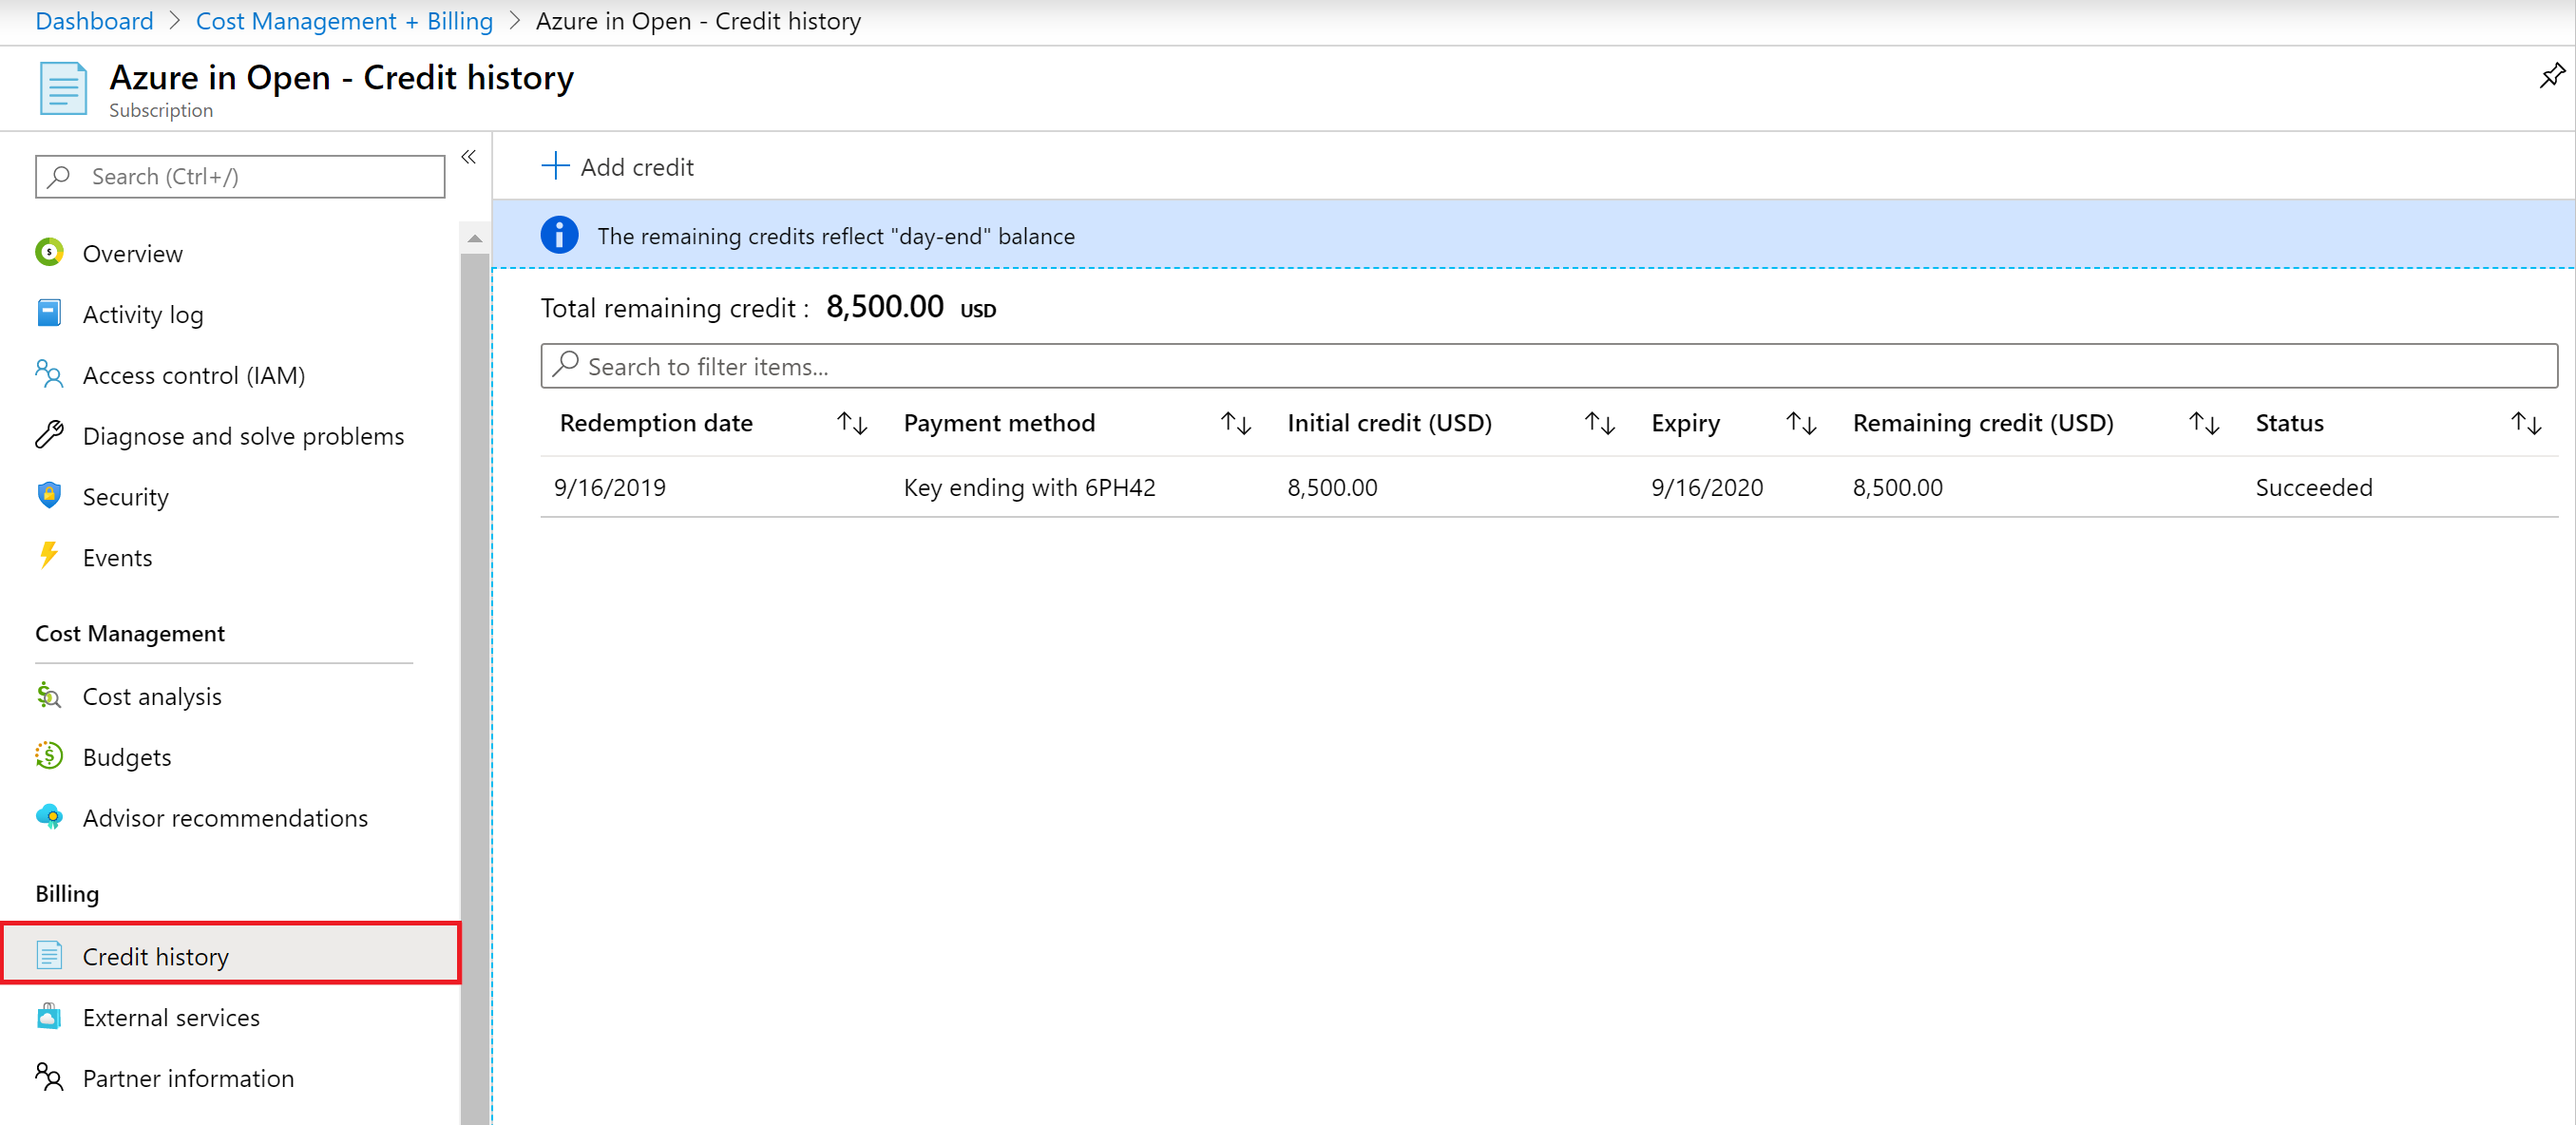 Dashboard > Cost Management + Billing > Azure in Open - Credit history
Azure in Open - Credit history
Subscription
Search (Ctrl+/)
Overview
Activity log
Access control (IAM)
Diagnose and solve problems
Security
Events
Cost Management
Cost analysis
Budgets
Advisor recommendations
Billing
Credit history
External services
Partner information
Add credit
The remaining credits reflect "day-end" balance
Total remaining credit : 8,500.00 USD
Search to filter items...
Redemption date Payment method Initial credit (USD) Expiry Remaining credit (USD) Status
9/16/2019 Key ending with 6PH42 8,500.00 9/16/2020 8,500.00 Succeeded